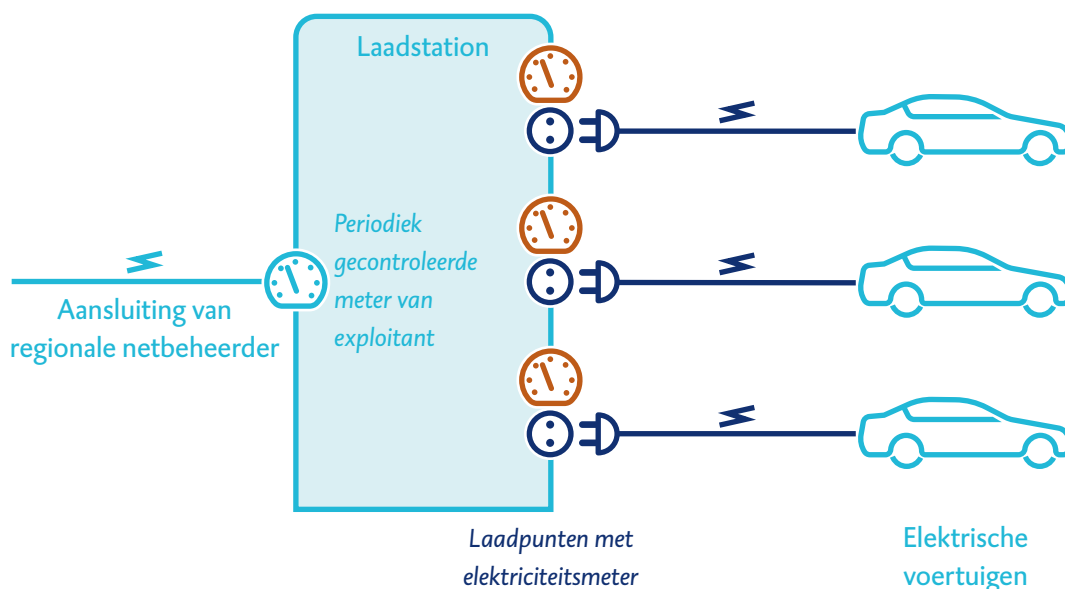 Laadstation
Periodiek
gecontroleerde
meter van
exploitant
Aansluiting van
regionale netbeheerder
Laadpunten met
elektriciteitsmeter
Elektrische
voertuigen